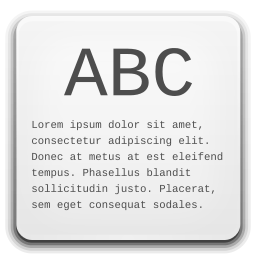 ABC
Lorem ipsum dolor sit amet,
consectetur adipiscing elit.
Donec at metus at est eleifend
tempus. Phasellus blandit
sollicitudin justo. Placerat,
sem eget consequat sodales.